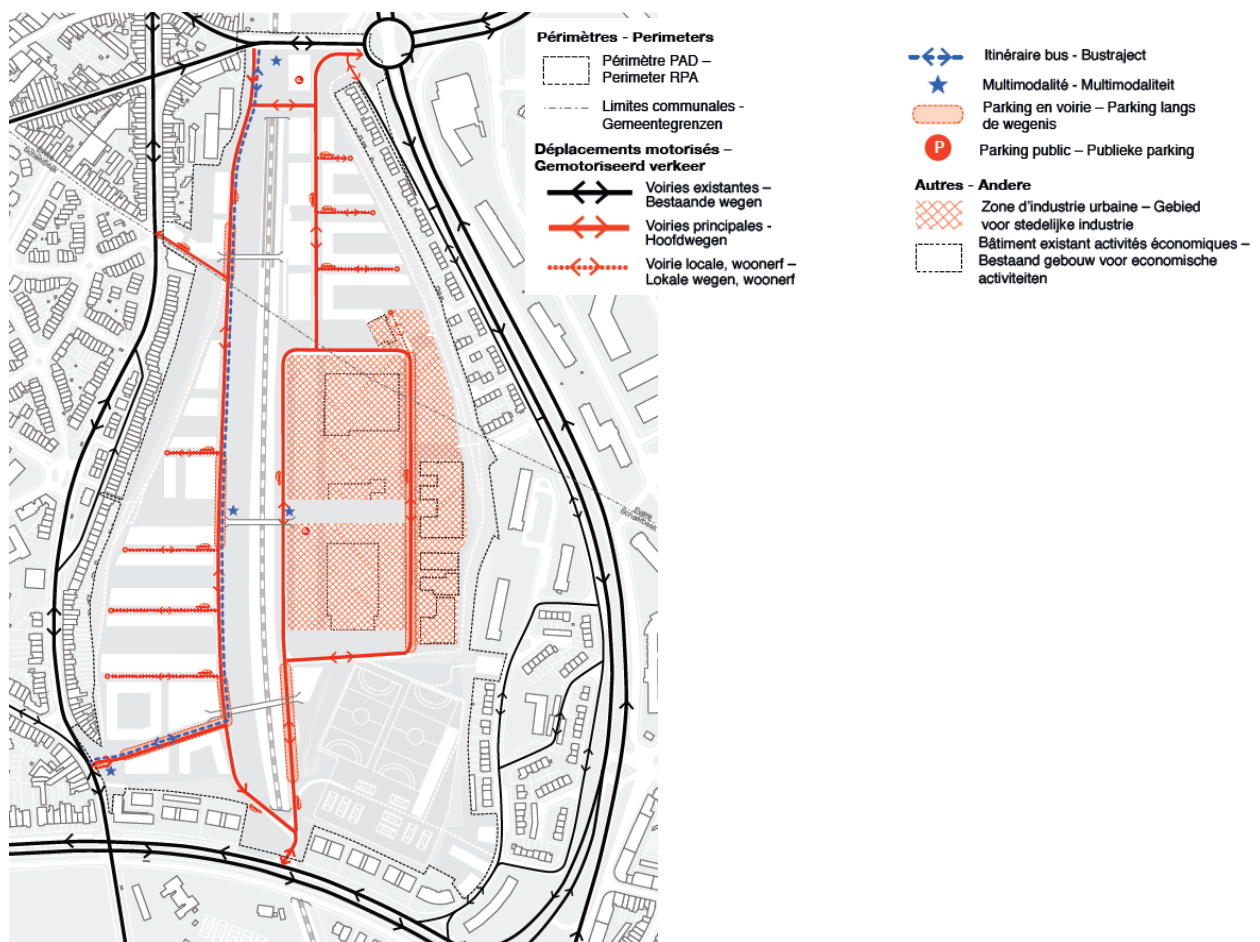 Périmètres - Perimeters
Périmètre PAD –
Perimeter RPA
Limites communales -
Gemeentegrenzen
Déplacements motorisés –
Gemotoriseerd verkeer
Voiries existantes –
Bestaande wegen
Voiries principales -
Hoofdwegen
Voirie locale, woonerf –
Lokale wegen, woonerf
Itinéraire bus - Bustraject
Multimodalité - Multimodaliteit
Parking en voirie – Parking langs
de wegenis
P
Parking public – Publieke parking
Autres - Andere
Zone d'industrie urbaine – Gebied
voor stedelijke industrie
Bâtiment existant activités économiques –
Bestaand gebouw voor economische
activiteiten
P
P
Evere
Schaerbeek